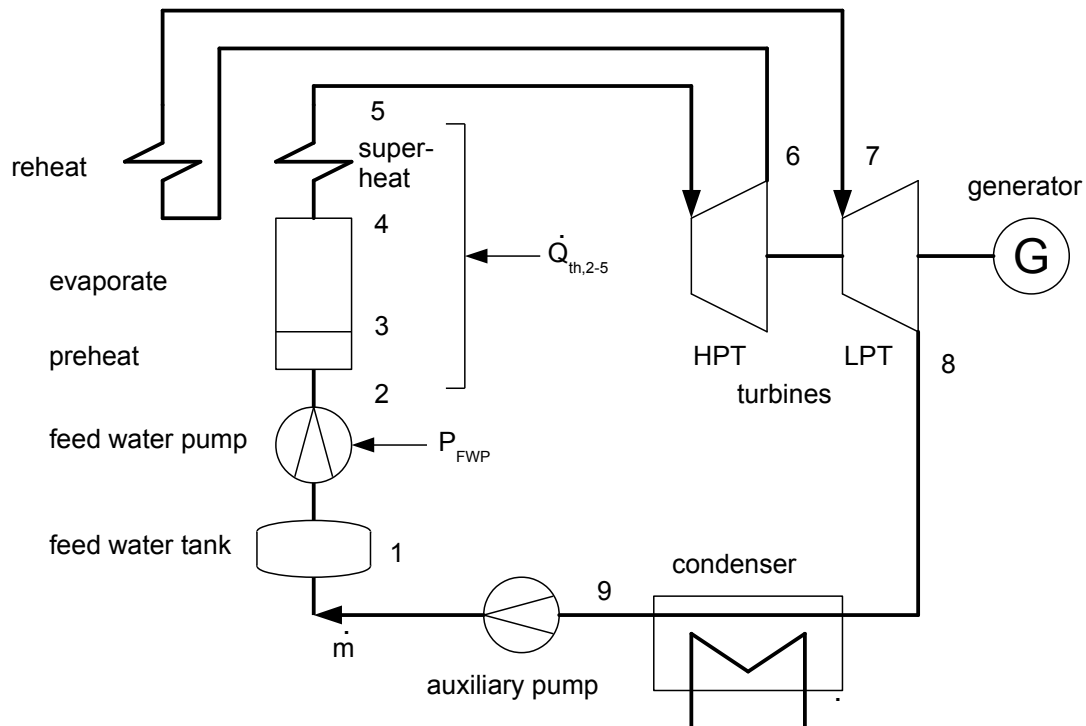 5
super-
heat
reheat
6
7
generator
4
Q̇th,2-5
G
evaporate
3
preheat
HPT
LPT
8
2
turbines
feed water pump
PFWP
feed water tank
1
condenser
9
ṁ
auxiliary pump